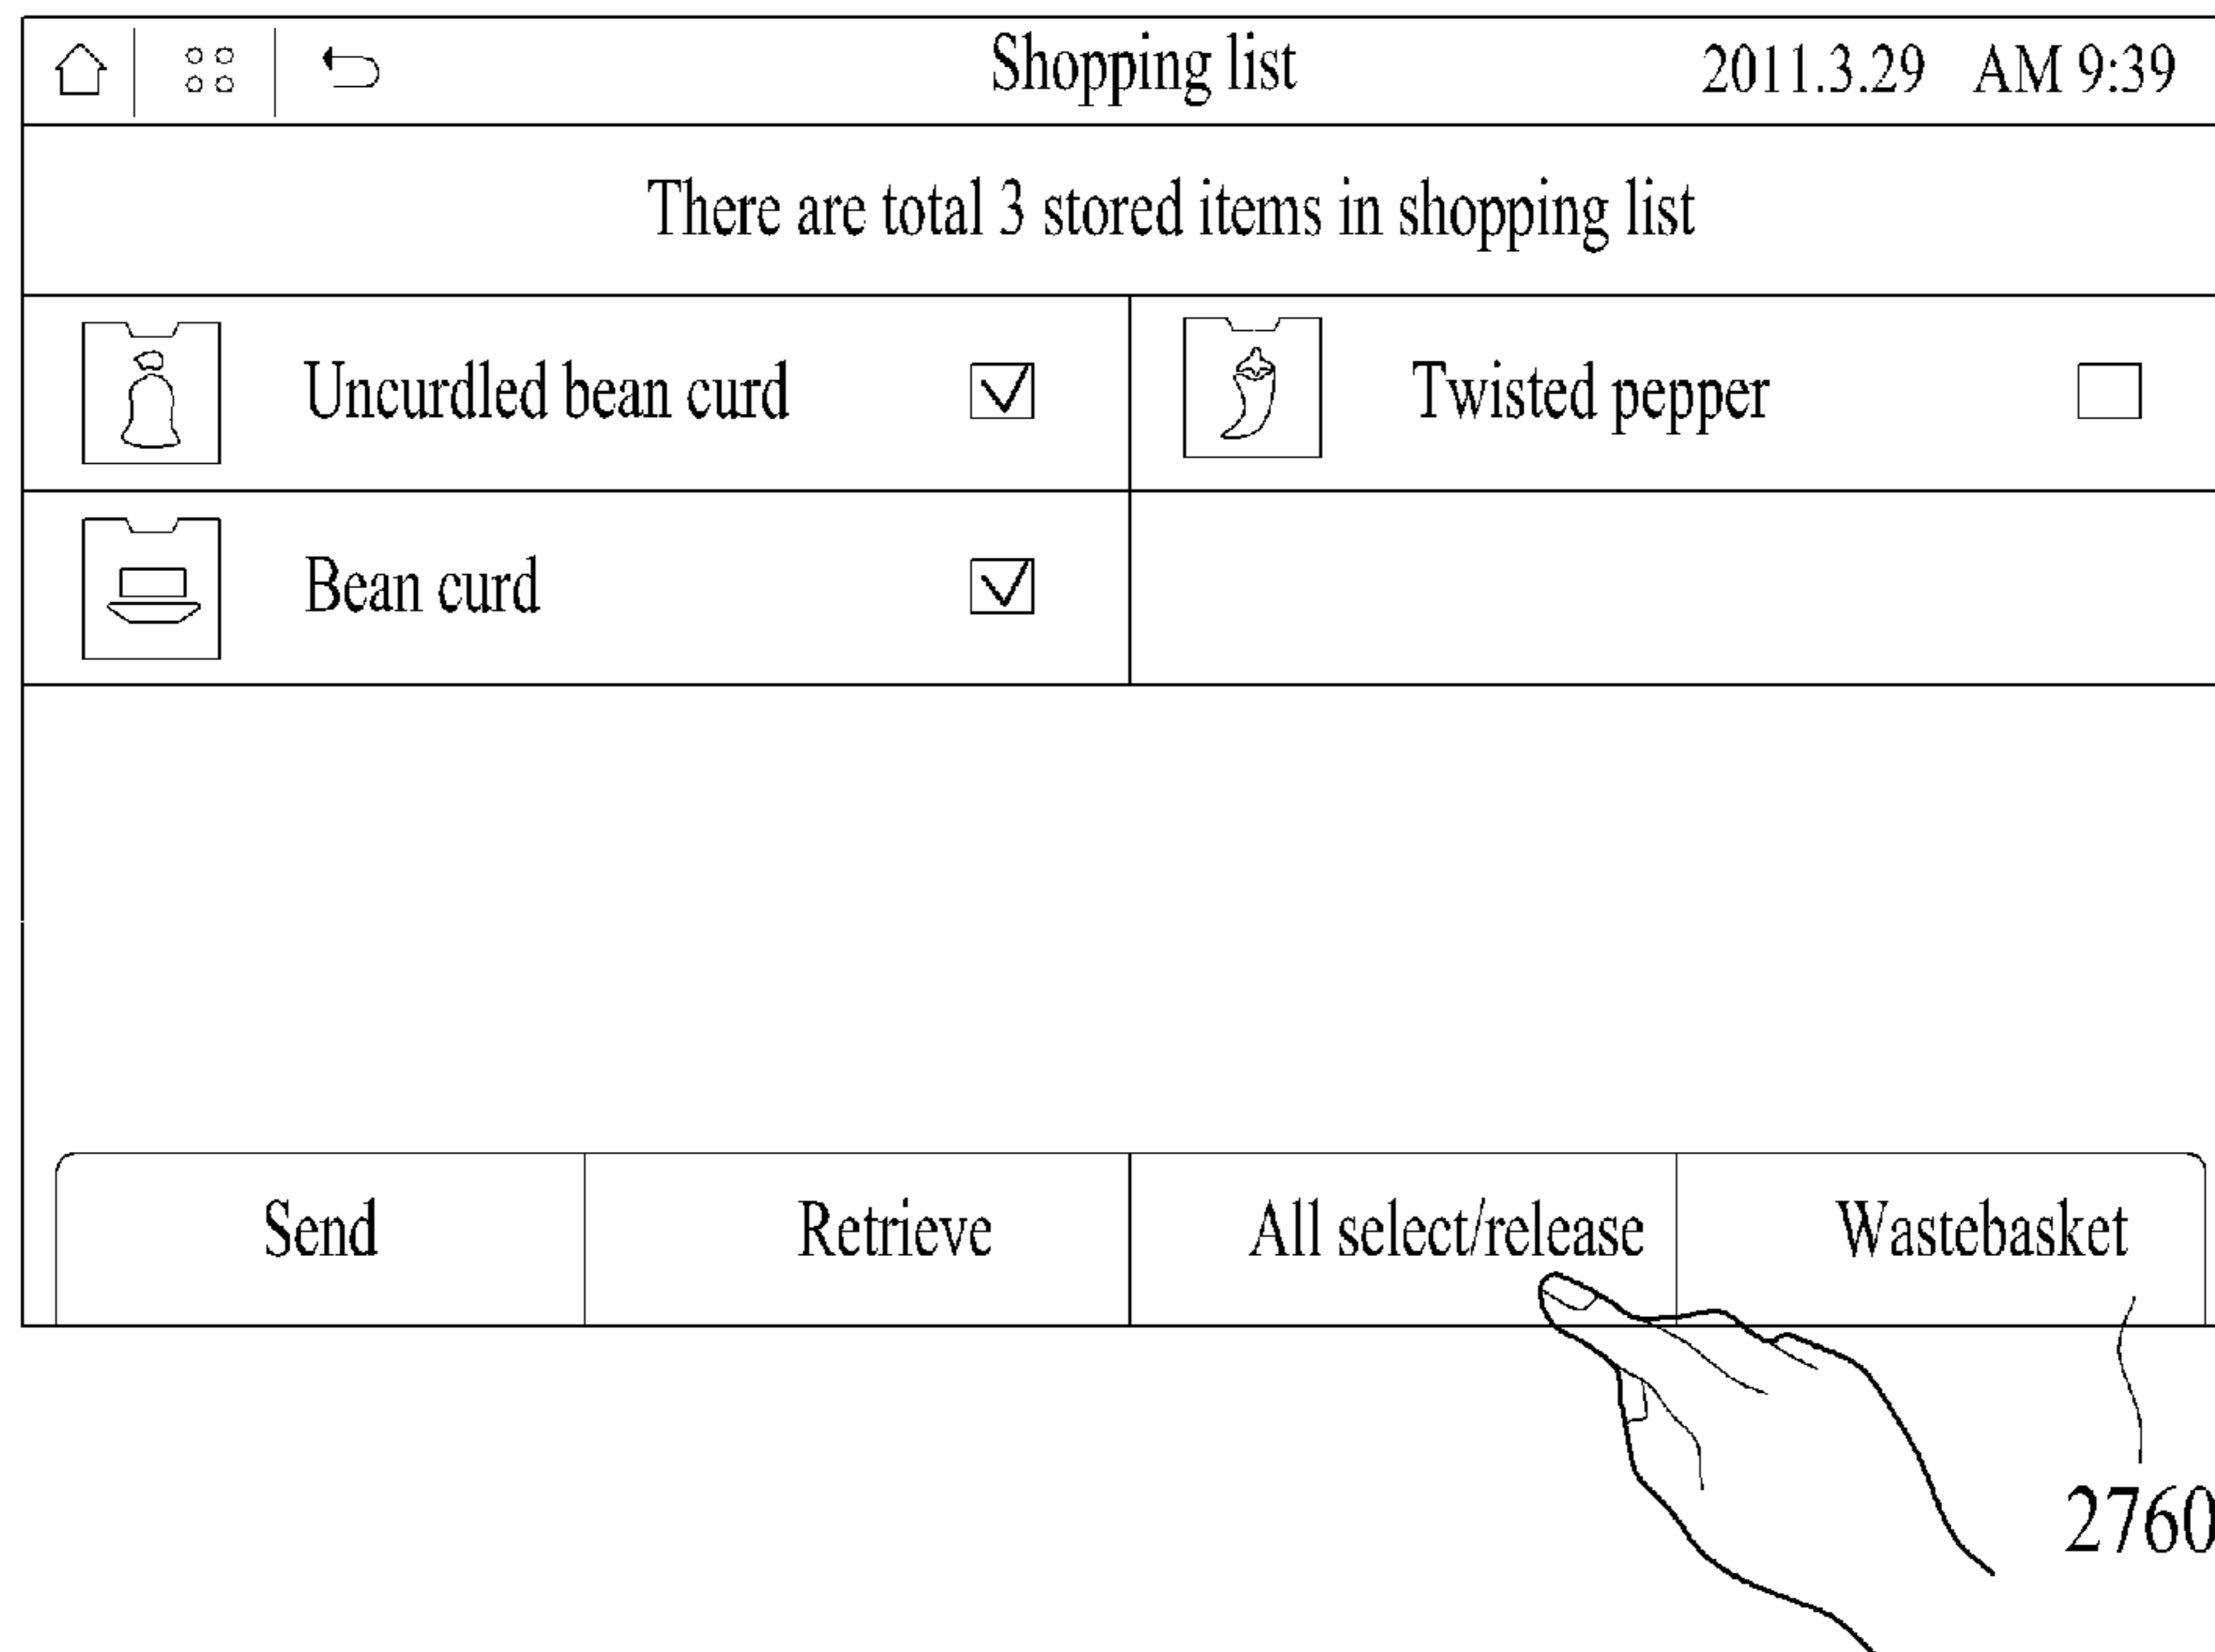 Shopping list 2011.3.29 AM 9:39
There are total 3 stored items in shopping list
Uncurdled bean curd Twisted pepper
Bean curd
Send Retrieve All select/release Wastebasket
2760